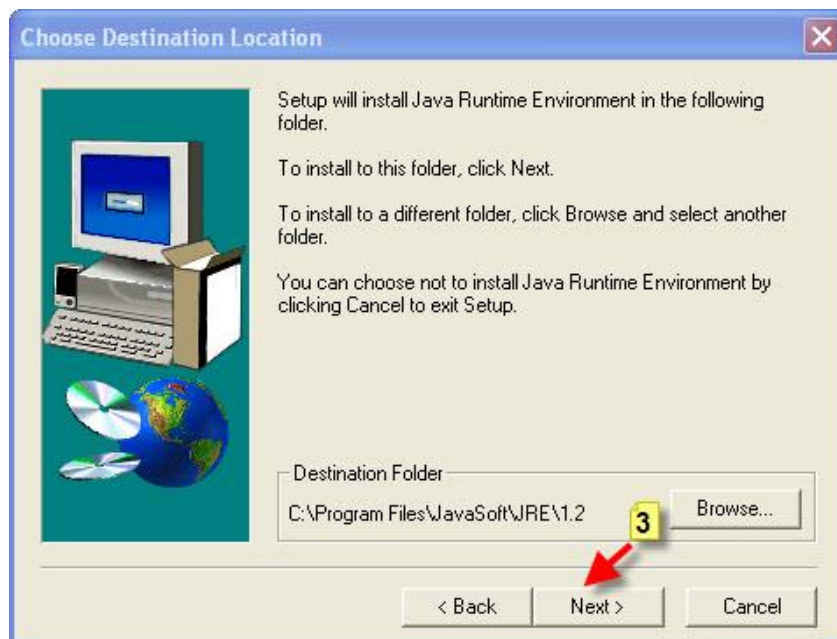 Choose Destination Location
Setup will install Java Runtime Environment in the following
folder.
To install to this folder, click Next.
To install to a different folder, click Browse and select another
folder.
You can choose not to install Java Runtime Environment by
clicking Cancel to exit Setup.
Destination Folder
C:\Program Files\JavaSoft\JRE\1.2
3
Browse...
< Back
Next >
Cancel